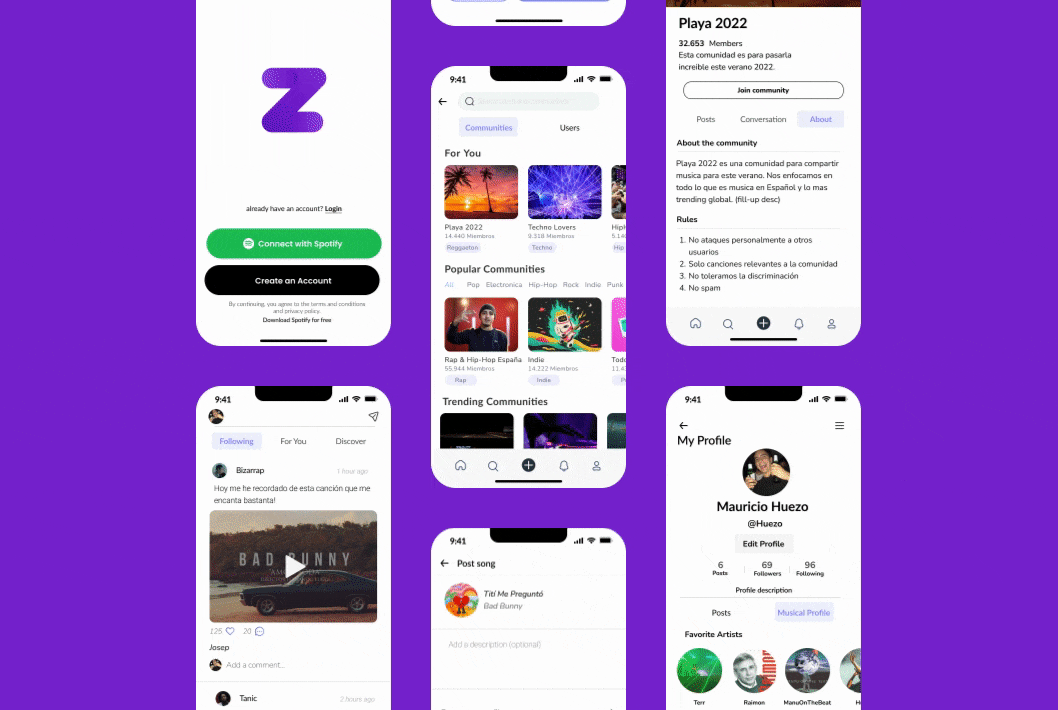 already have an account? Login
Connect with Spotify
Create an Account
By continuing, you agree to the terms and conditions
and privacy policy.
Download Spotify for free
9:41
Following
For You
Discover
Bizarrap
1 hour ago
Hoy me he recordado de esta canción que me
encanta bastanta!
BAD BUNNY
125
20
Josep
Add a comment...
Tanic
2 hours ago
9:41
Communities
Users
For You
Playa 2022
14.440 Miembros
Reggaeton
Techno Lovers
9.318 Miembros
Techno
Hip
Popular Communities
All
Pop
Electronica
Hip-Hop
Rock
Indie
Punk
Rap & Hip-Hop España
55.944 Miembros
Rap
Indie
14.222 Miembros
Indie
Trending Communities
9:41
Post song
Tití Me Preguntó
Bad Bunny
Add a description (optional)
Playa 2022
32.653 Members
Esta comunidad es para pasarla
increible este verano 2022.
Join community
Posts
Conversation
About
About the community
Playa 2022 es una comunidad para compartir
musica para este verano. Nos enfocamos en
todo lo que es musica en Español y lo mas
trending global. (fill-up desc)
Rules
1. No ataques personalmente a otros
usuarios
2. Solo canciones relevantes a la comunidad
3. No toleramos la discriminación
4. No spam
9:41
My Profile
Mauricio Huezo
@Huezo
Edit Profile
6
Posts
69
Followers
96
Following
Profile description
Posts
Musical Profile
Favorite Artists
Terr
Raimon
ManuOnTheBeat